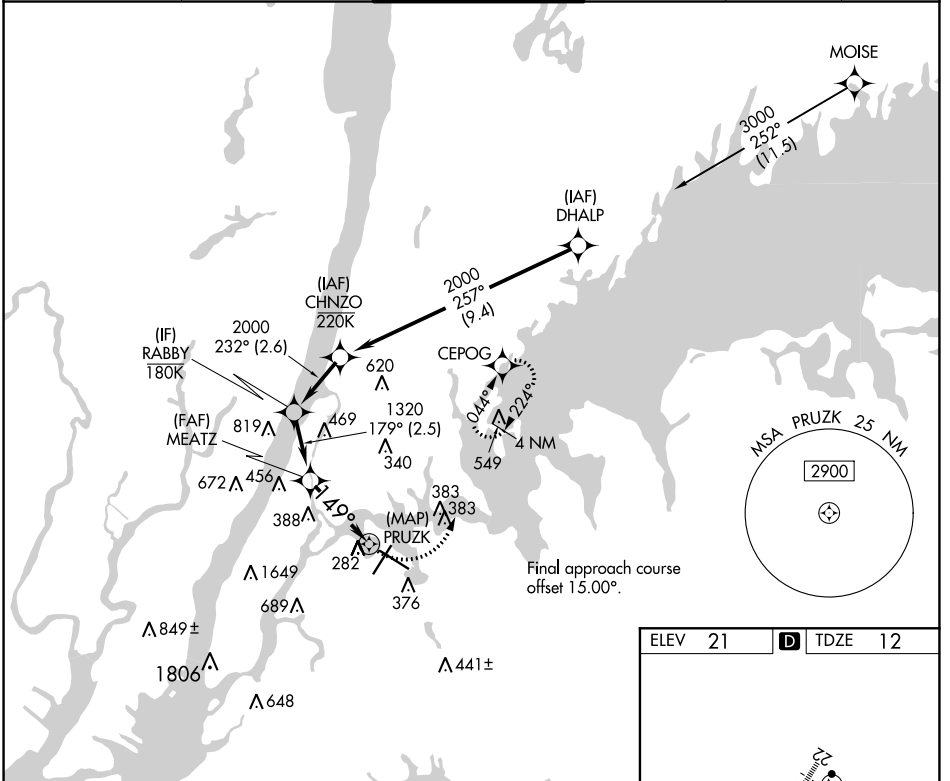 MOISE
3000
252°
(11.5)
(IAF)
DHALP
2000
257°
(9.4)
(IAF)
CHNZO
220K
2000
232° (2.6)
(IF)
RABBY
180K
620
CEPOG
044°
224°
4 NM
549
(FAF)
MEATZ
819
469
1320
179° (2.5)
340
672
456
149°
388
383
383
(MAP)
PRUZK
282
376
1649
689
849±
1806
441±
648
Final approach course
offset 15.00°.
MSA PRUZK 25 NM
2900
ELEV 21 D TDZE 12
22